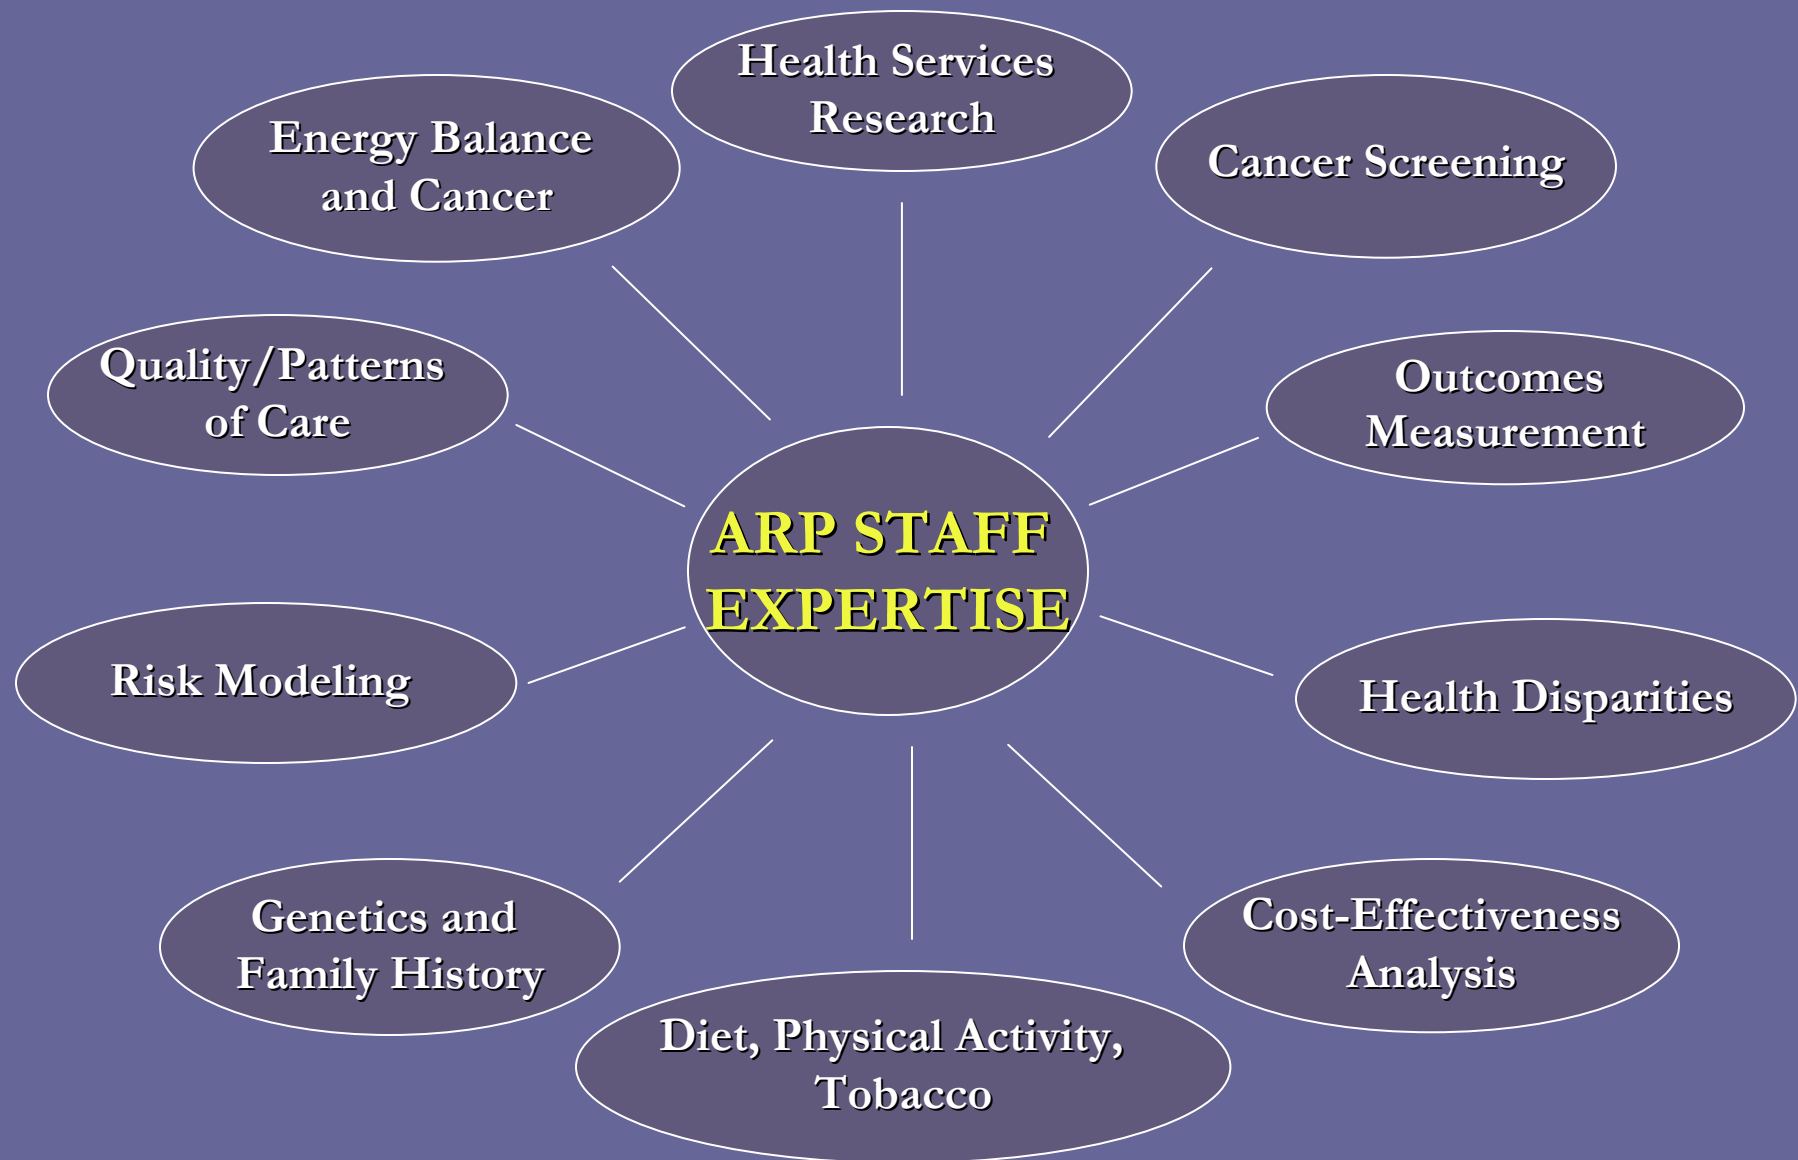 Health Services
Research
Energy Balance
and Cancer
Cancer Screening
Quality/Patterns
of Care
Outcomes
Measurement
ARP STAFF
EXPERTISE
Risk Modeling
Health Disparities
Genetics and
Family History
Cost-Effectiveness
Analysis
Diet, Physical Activity,
Tobacco